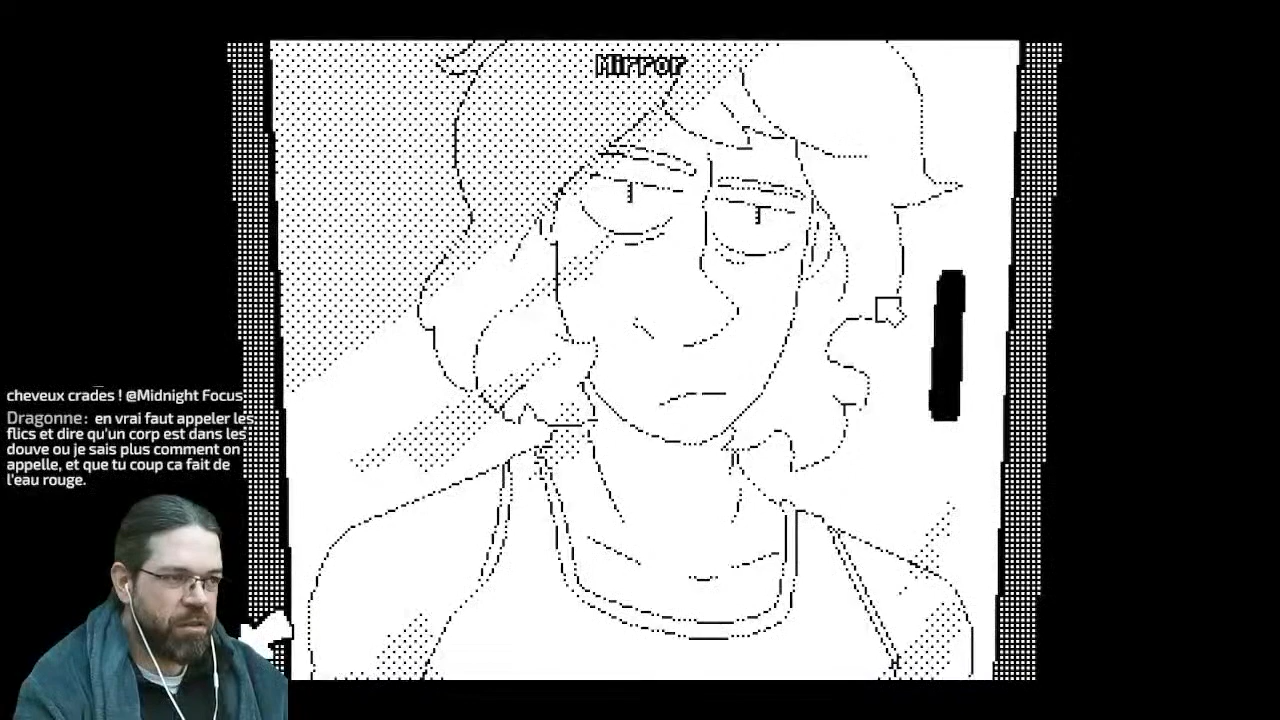 Mirror
cheveux crades ! @Midnight Focus
Dragonne: en vrai faut appeler les
flics et dire qu'un corp est dans les
douve ou je sais plus comment on
appelle, et que tu coup ca fait de
l'eau rouge.